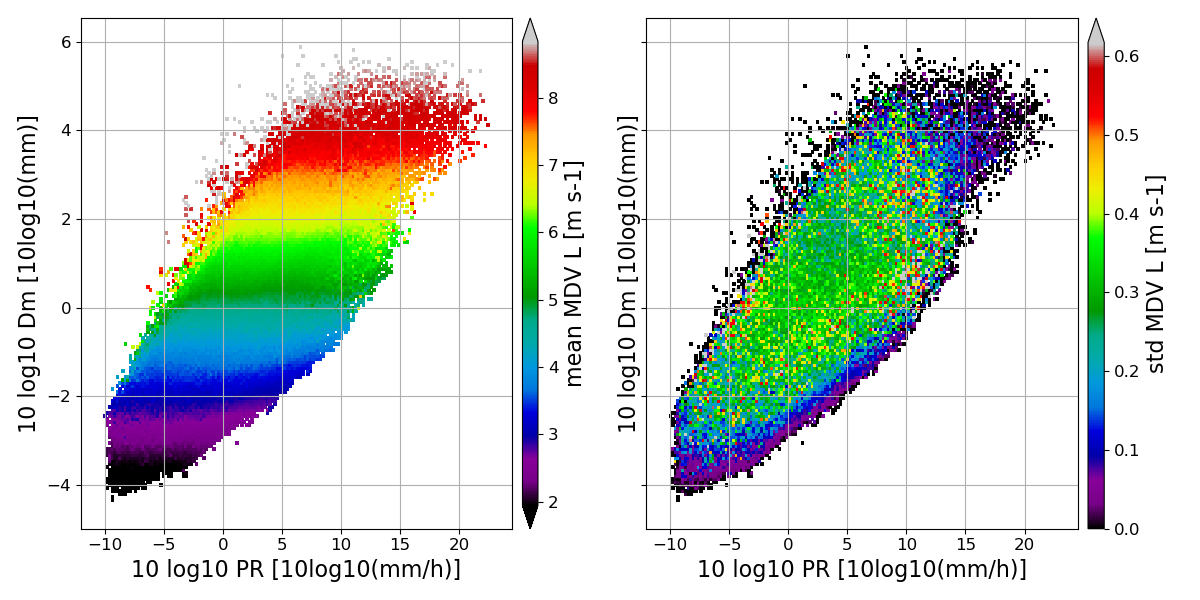 10 log10 Dm [10log10(mm)]
6
4
2
0
−2
−4
−10 −5 0 5 10 15 20
10 log10 PR [10log10(mm/h)]
8
7
6
5
4
3
2
mean MDV L [m s-1]
10 log10 Dm [10log10(mm)]
−10 −5 0 5 10 15 20
10 log10 PR [10log10(mm/h)]
0.6
0.5
0.4
0.3
0.2
0.1
0.0
std MDV L [m s-1]